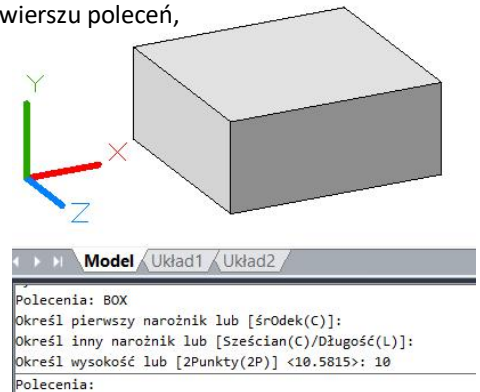 wierszu poleceń,
Y
X
Z
Model Układ1 Układ2
Polecenia: BOX
Określ pierwszy narożnik lub [śrOdek(C)]:
Określ inny narożnik lub [Sześcian(C)/Długość(L)]:
Określ wysokość lub [2Punkty(2P)] <10.5815>: 10
Polecenia: